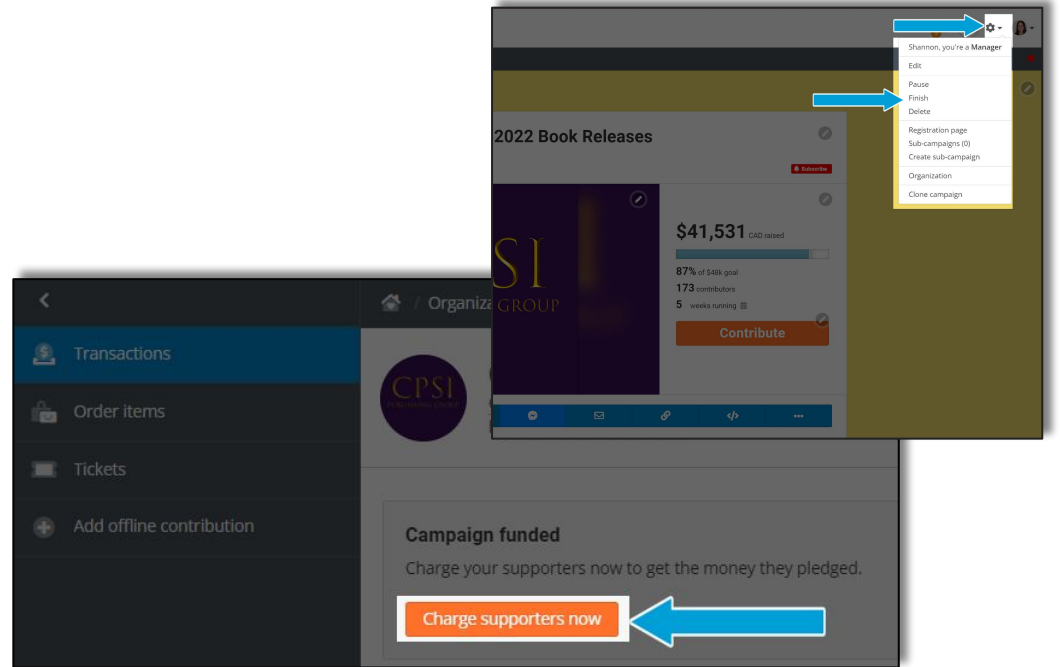 Shannon, you're a Manager
Edit
Pause
Finish
Delete
Registration page
Sub-campaigns (0)
Create sub-campaign
Organization
Clone campaign
2022 Book Releases
Subscribe
$41,531 CAD raised
87% of $48k goal
173 contributors
5 weeks running
Contribute
GROUP
/ Organiza
Transactions
Order items
Tickets
Add offline contribution
CPSI
Campaign funded
Charge your supporters now to get the money they pledged.
Charge supporters now